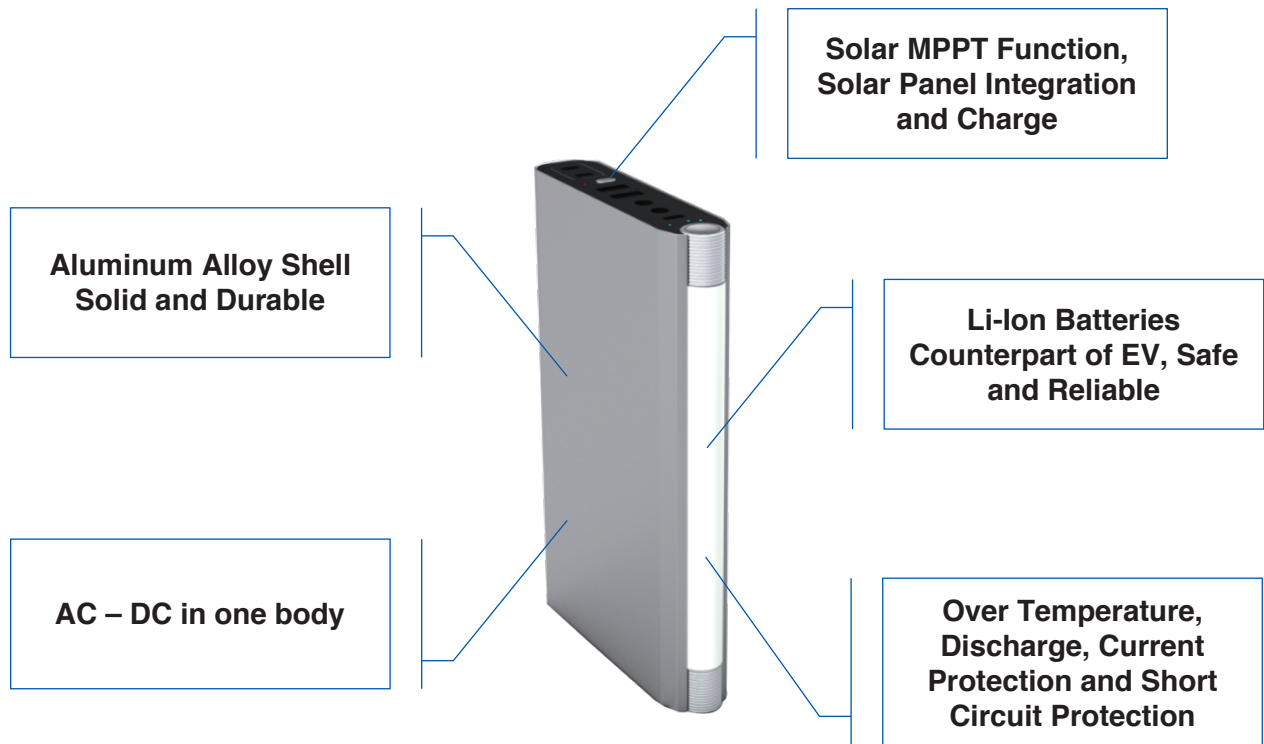 Solar MPPT Function,
Solar Panel Integration
and Charge
Aluminum Alloy Shell
Solid and Durable
Li-Ion Batteries
Counterpart of EV, Safe
and Reliable
AC – DC in one body
Over Temperature,
Discharge, Current
Protection and Short
Circuit Protection